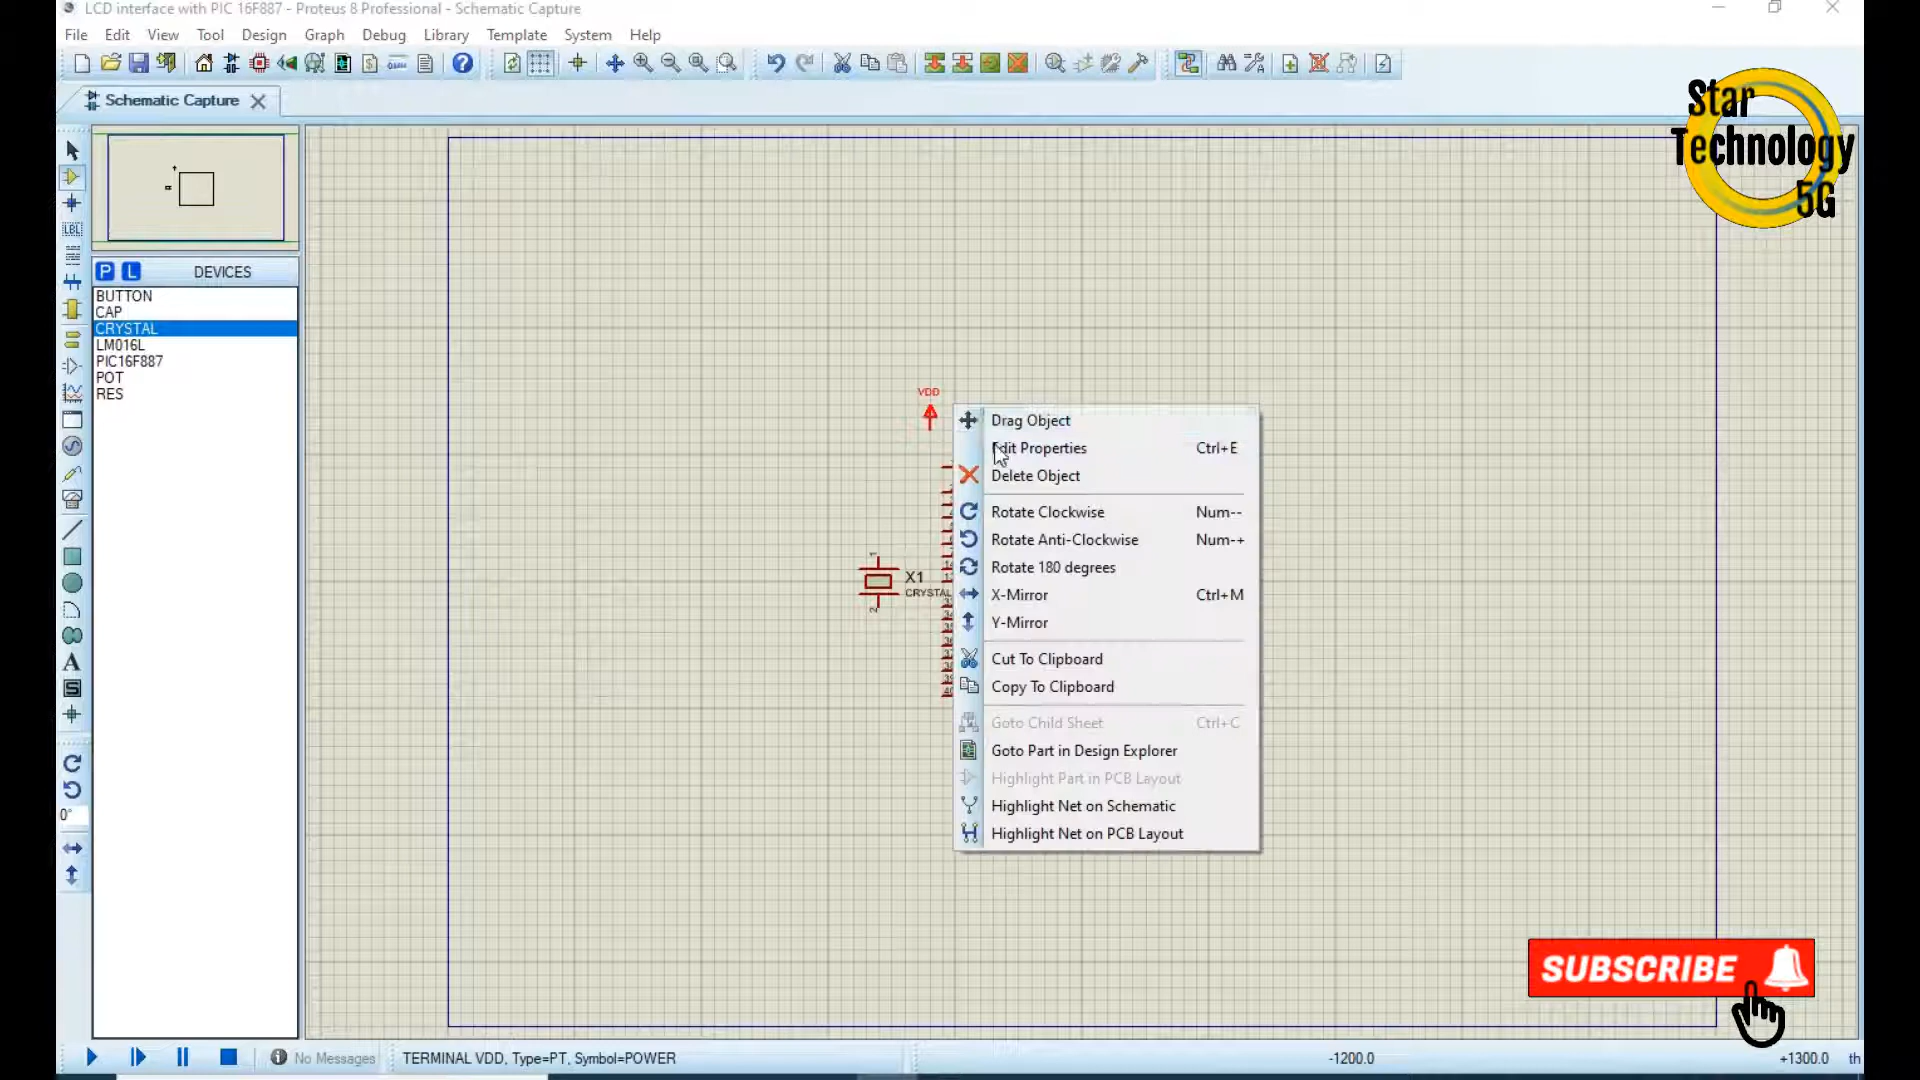 LCD interface with PIC 16F887 - Proteus 8 Professional - Schematic Capture
File Edit View Tool Design Graph Debug Library Template System Help
Schematic Capture
Star
Technology
5G
P L DEVICES
BUTTON
CAP
CRYSTAL
LM016L
PIC16F887
POT
RES
LBL
A
S
0°
VDD
1
X1
CRYSTAL
2
Drag Object
Edit Properties Ctrl+E
Delete Object
Rotate Clockwise Num--
Rotate Anti-Clockwise Num-+
Rotate 180 degrees
X-Mirror Ctrl+M
Y-Mirror
Cut To Clipboard
Copy To Clipboard
Goto Child Sheet Ctrl+C
Goto Part in Design Explorer
Highlight Part in PCB Layout
Highlight Net on Schematic
Highlight Net on PCB Layout
SUBSCRIBE
No Messages
TERMINAL VDD, Type=PT, Symbol=POWER
-1200.0
+1300.0 th